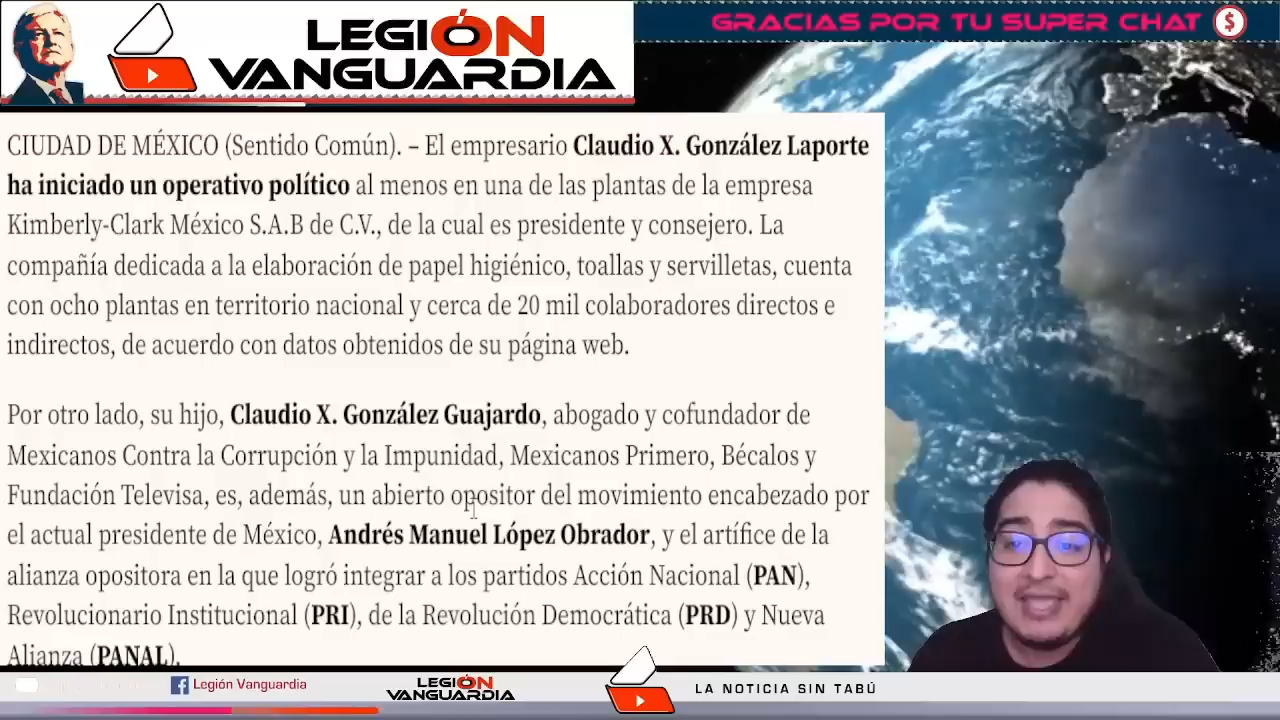 LEGIÓN
VANGUARDIA
GRACIAS POR TU SUPER CHAT
$
CIUDAD DE MÉXICO (Sentido Común). – El empresario Claudio X. González Laporte
ha iniciado un operativo político al menos en una de las plantas de la empresa
Kimberly-Clark México S.A.B de C.V., de la cual es presidente y consejero. La
compañía dedicada a la elaboración de papel higiénico, toallas y servilletas, cuenta
con ocho plantas en territorio nacional y cerca de 20 mil colaboradores directos e
indirectos, de acuerdo con datos obtenidos de su página web.
Por otro lado, su hijo, Claudio X. González Guajardo, abogado y cofundador de
Mexicanos Contra la Corrupción y la Impunidad, Mexicanos Primero, Bécalos y
Fundación Televisa, es, además, un abierto opositor del movimiento encabezado por
el actual presidente de México, Andrés Manuel López Obrador, y el artífice de la
alianza opositora en la que logró integrar a los partidos Acción Nacional (PAN),
Revolucionario Institucional (PRI), de la Revolución Democrática (PRD) y Nueva
Alianza (PANAL).
Legión Vanguardia
LEGIÓN
VANGUARDIA
LA NOTICIA SIN TABÚ